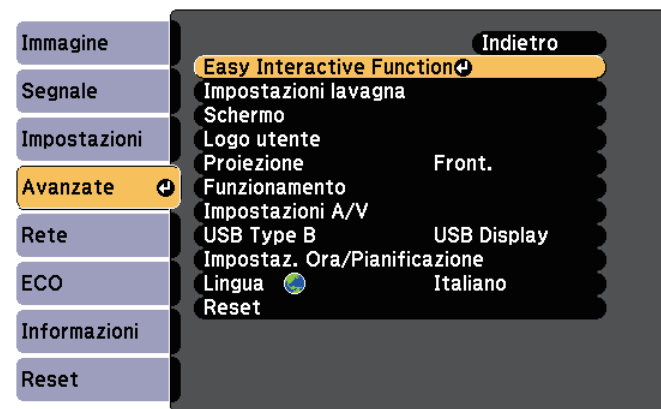 Immagine
Segnale
Impostazioni
Avanzate
Rete
ECO
Informazioni
Reset
Indietro
Easy Interactive Function
Impostazioni lavagna
Schermo
Logo utente
Proiezione Front.
Funzionamento
Impostazioni A/V
USB Type B USB Display
Impostaz. Ora/Pianificazione
Lingua Italiano
Reset